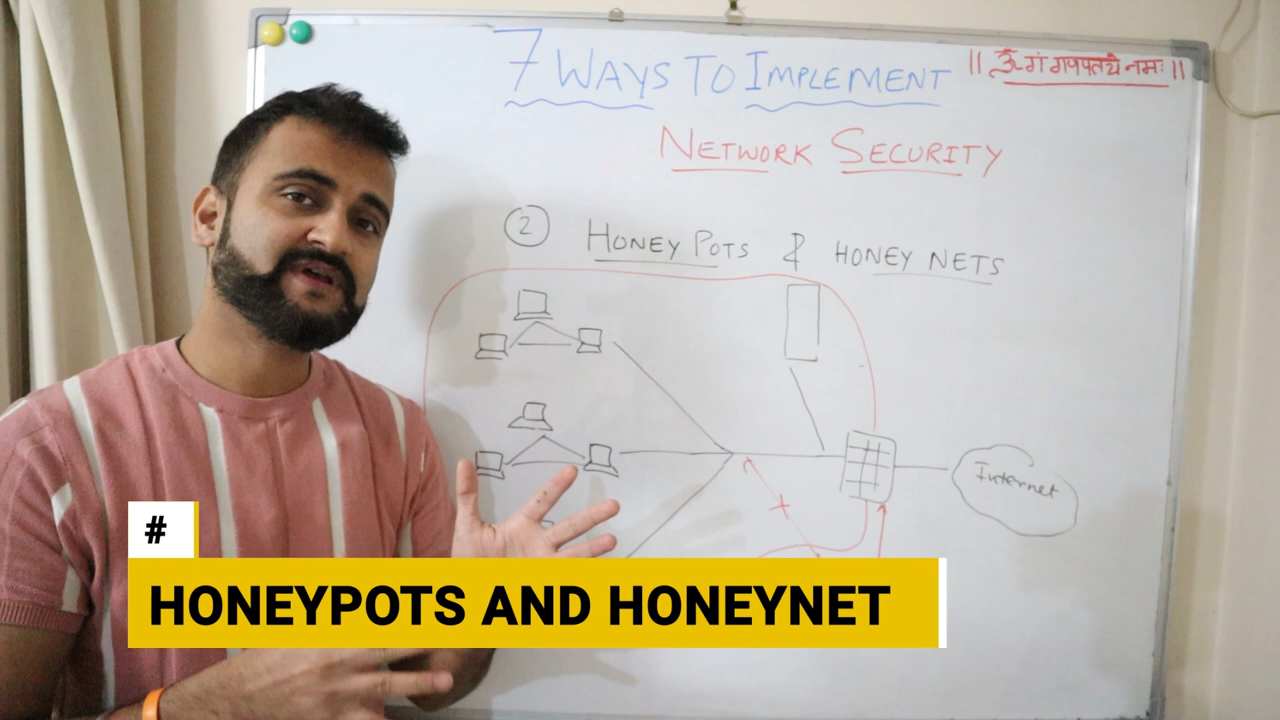 7 WAYS TO IMPLEMENT
|| ॐ गं गणपतये नमः ||
NETWORK SECURITY
2 HONEY POTS & HONEY NETS
Internet
#
HONEYPOTS AND HONEYNET